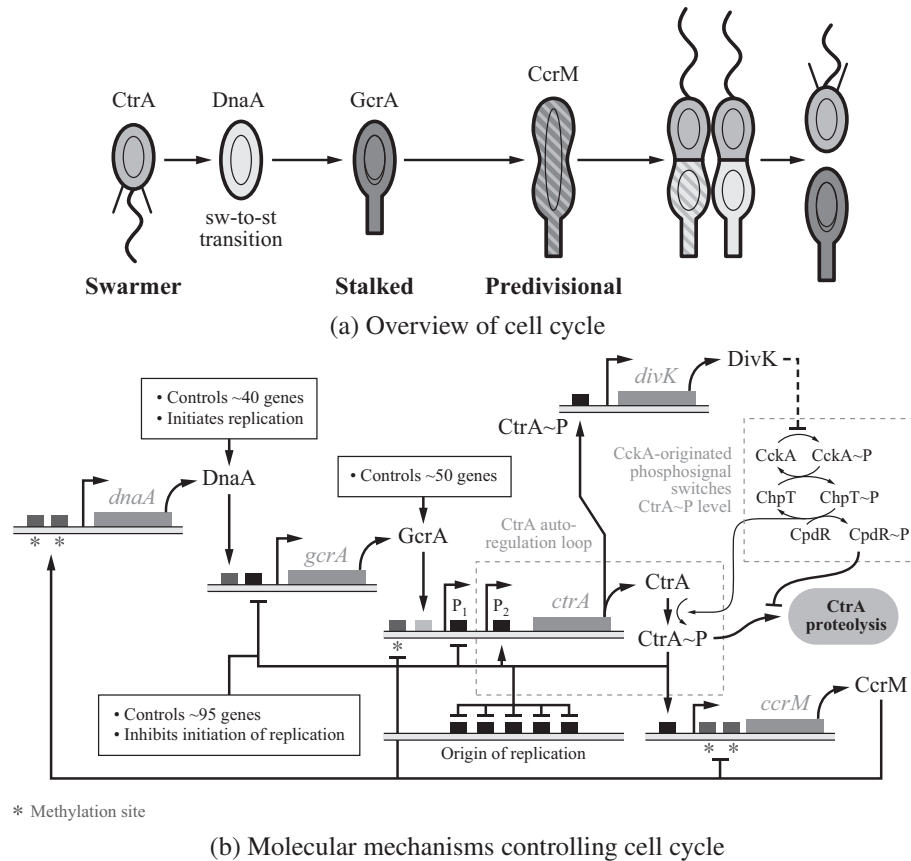 CtrA
DnaA
GcrA
CcrM
sw-to-st
transition
Swarmer
Stalked
Predivisional
(a) Overview of cell cycle
• Controls ~40 genes
• Initiates replication
DnaA
dnaA
* *
• Controls ~50 genes
GcrA
gcrA
divK
DivK
CtrA~P
CckA-originated
phosphosignal
switches
CtrA~P level
CckA
CckA~P
ChpT
ChpT~P
CpdR
CpdR~P
CtrA auto-
regulation loop
P1
P2
ctrA
*
CtrA
CtrA~P
CtrA
proteolysis
• Controls ~95 genes
• Inhibits initiation of replication
Origin of replication
ccrM
CcrM
* *
* Methylation site
(b) Molecular mechanisms controlling cell cycle